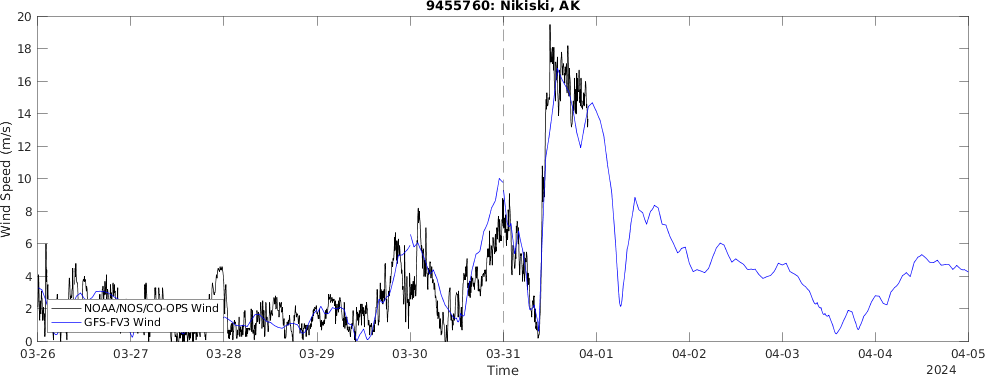 9455760: Nikiski, AK
20
18
16
14
12
10
8
6
4
2
0
Wind Speed (m/s)
NOAA/NOS/CO-OPS Wind
GFS-FV3 Wind
03-26 03-27 03-28 03-29 03-30 03-31 04-01 04-02 04-03 04-04 04-05
Time
2024